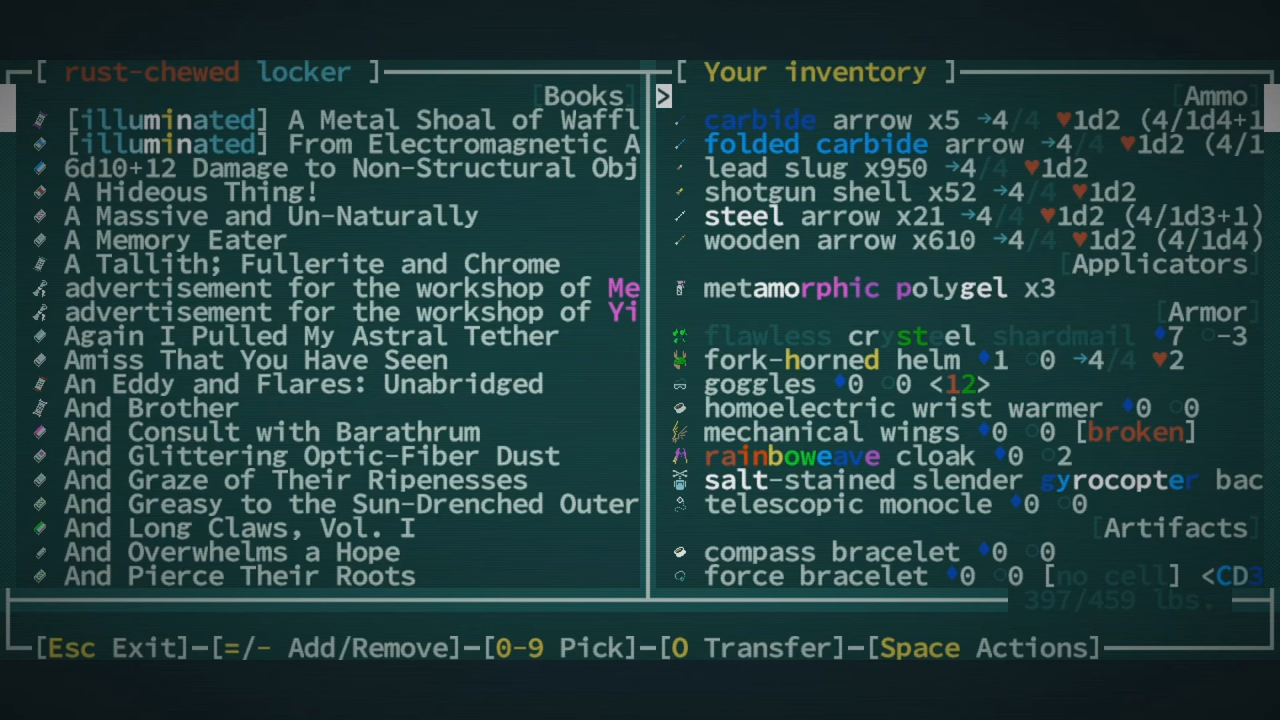 [ rust-chewed locker ]
[Books]
[illuminated] A Metal Shoal of Waffl
[illuminated] From Electromagnetic A
6d10+12 Damage to Non-Structural Obj
A Hideous Thing!
A Massive and Un-Naturally
A Memory Eater
A Tallith; Fullerite and Chrome
advertisement for the workshop of Me
advertisement for the workshop of Yi
Again I Pulled My Astral Tether
Amiss That You Have Seen
An Eddy and Flares: Unabridged
And Brother
And Consult with Barathrum
And Glittering Optic-Fiber Dust
And Graze of Their Ripenesses
And Greasy to the Sun-Drenched Outer
And Long Claws, Vol. I
And Overwhelms a Hope
And Pierce Their Roots
[ Your inventory ]
> [Ammo]
carbide arrow x5 →4/4 ♥1d2 (4/1d4+1
folded carbide arrow →4/4 ♥1d2 (4/1
lead slug x950 →4/4 ♥1d2
shotgun shell x52 →4/4 ♥1d2
steel arrow x21 →4/4 ♥1d2 (4/1d3+1)
wooden arrow x610 →4/4 ♥1d2 (4/1d4)
[Applicators]
metamorphic polygel x3
[Armor]
flawless crysteel shardmail ♦7 ○-3
fork-horned helm ♦1 ○0 →4/4 ♥2
goggles ♦0 ○0 <12>
homoelectric wrist warmer ♦0 ○0
mechanical wings ♦0 ○0 [broken]
rainboweave cloak ♦0 ○2
salt-stained slender gyrocopter bac
telescopic monocle ♦0 ○0
[Artifacts]
compass bracelet ♦0 ○0
force bracelet ♦0 ○0 [no cell] <CD3
397/459 lbs.
[Esc Exit]-[=/- Add/Remove]-[0-9 Pick]-[O Transfer]-[Space Actions]